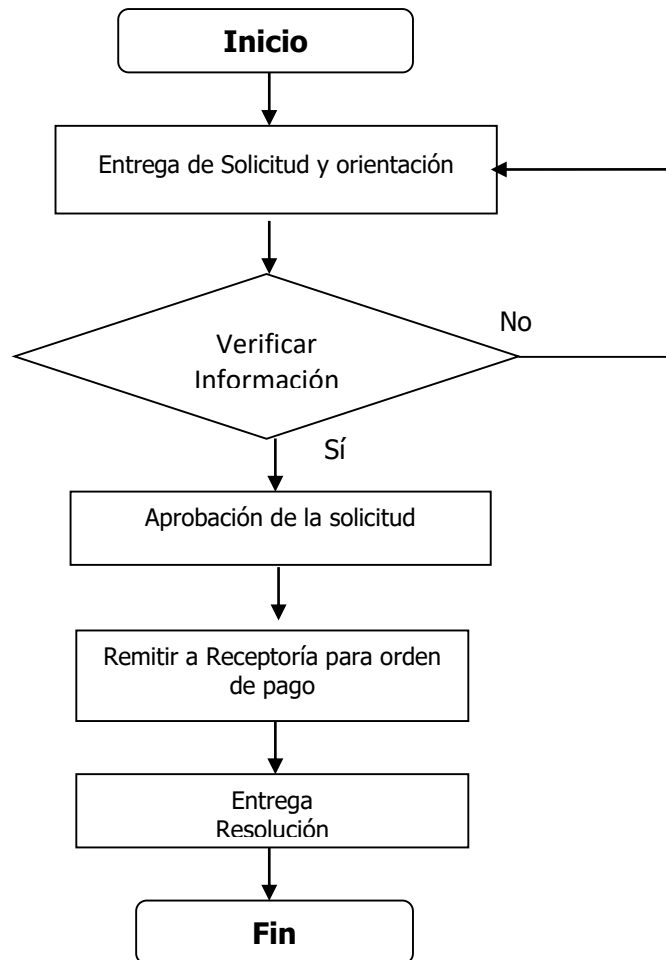 Inicio
Entrega de Solicitud y orientación
No
Verificar
Información
Sí
Aprobación de la solicitud
Remitir a Receptoría para orden
de pago
Entrega
Resolución
Fin